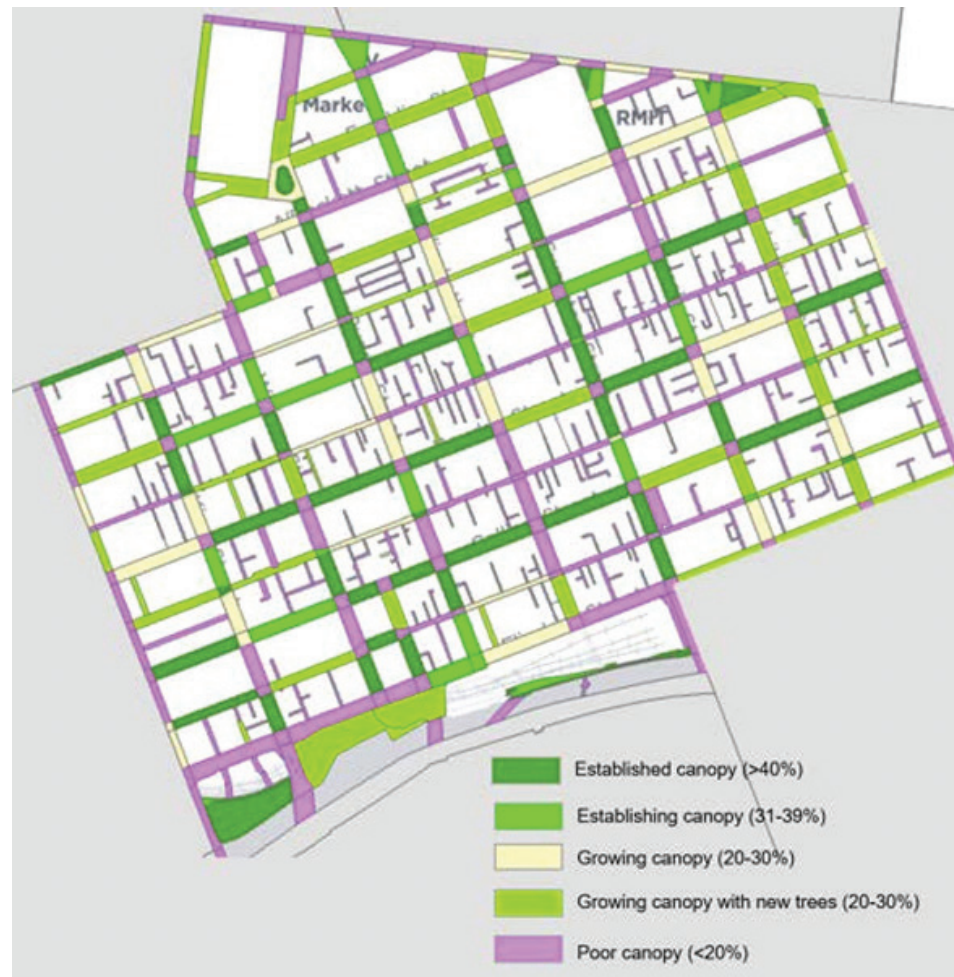 Marke
RMIT
Established canopy (>40%)
Establishing canopy (31-39%)
Growing canopy (20-30%)
Growing canopy with new trees (20-30%)
Poor canopy (<20%)